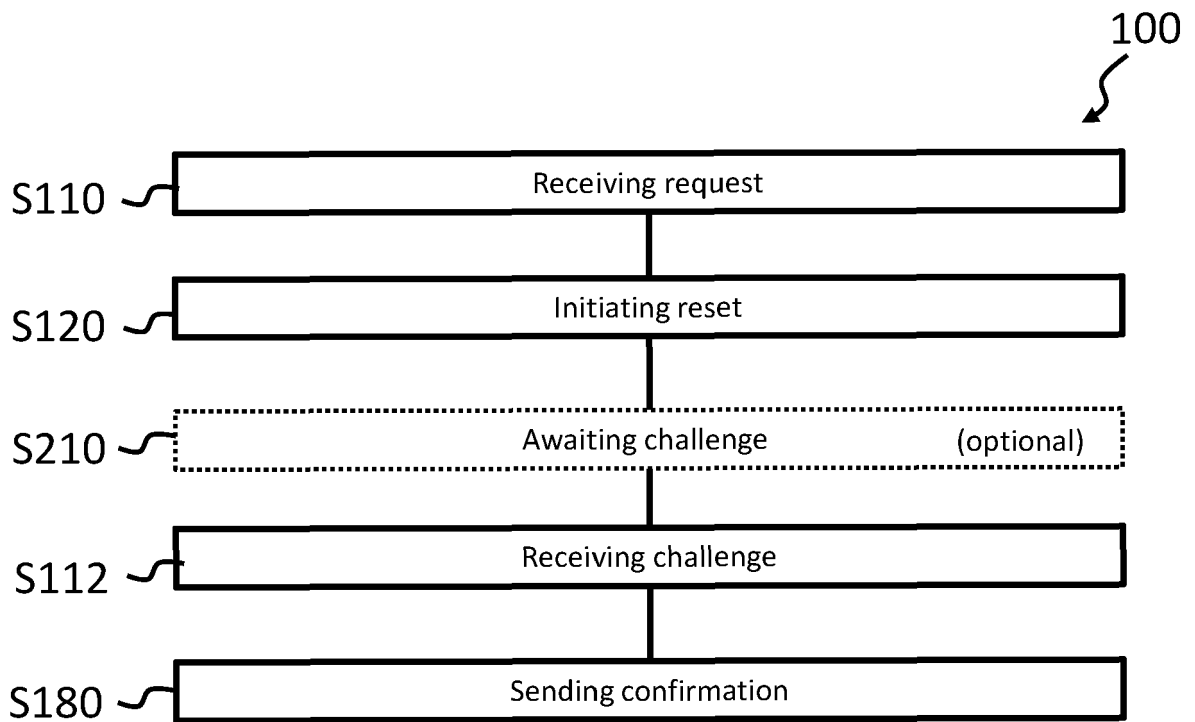 100
S110 Receiving request
S120 Initiating reset
S210 Awaiting challenge (optional)
S112 Receiving challenge
S180 Sending confirmation